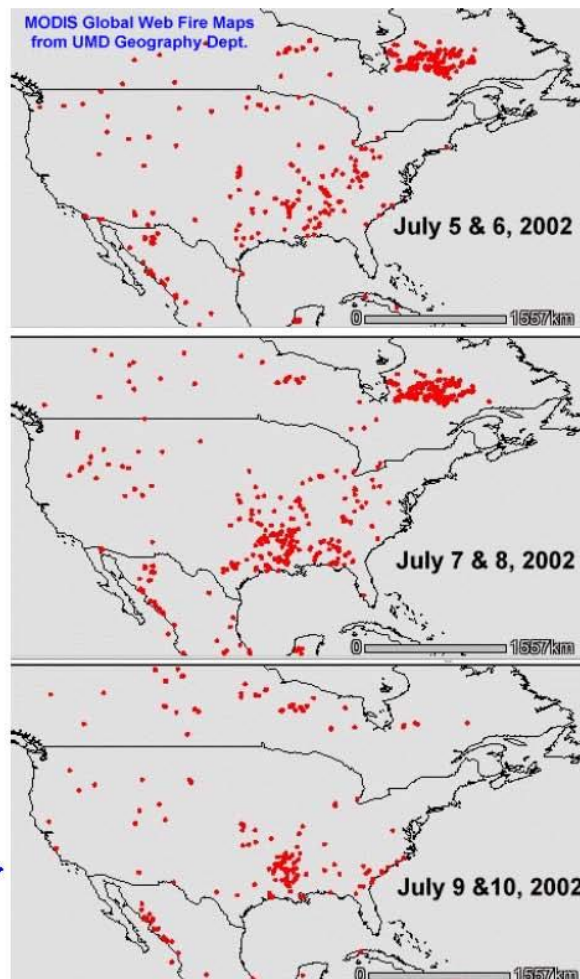 MODIS Global Web Fire Maps
from UMD Geography Dept.
July 5 & 6, 2002
0 1557km
July 7 & 8, 2002
0 1557km
July 9 &10, 2002
0 1557km